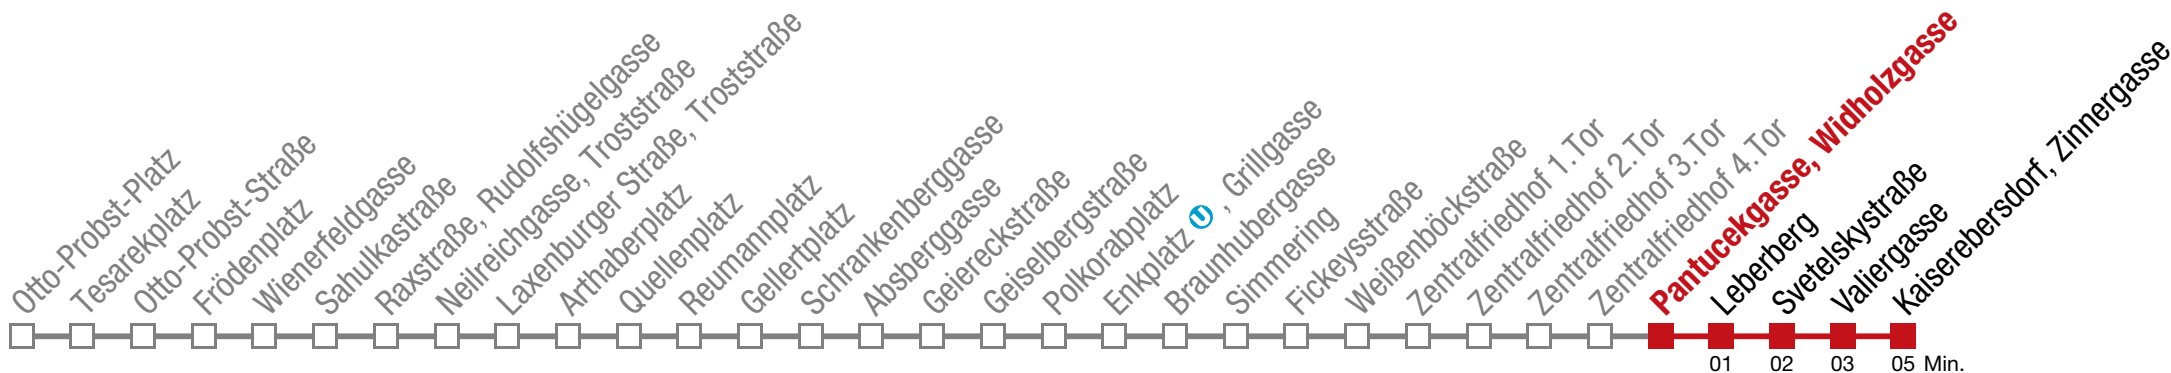 Otto-Probst-Platz
Tesarekplatz
Otto-Probst-Straße
Frödenplatz
Wienerfeldgasse
Sahulkastraße
Raxstraße, Rudolfshügelgasse
Neilreichgasse, Troststraße
Laxenburger Straße, Troststraße
Arthaberplatz
Quellenplatz
Reumannplatz
Gellertplatz
Schrankenberggasse
Absberggasse
Geiereckstraße
Geiselbergstraße
Polkorabplatz
Enkplatz U , Grillgasse
Braunhubergasse
Simmering
Fickeysstraße
Weißenböckstraße
Zentralfriedhof 1.Tor
Zentralfriedhof 2.Tor
Zentralfriedhof 3.Tor
Zentralfriedhof 4.Tor
Pantucekgasse, Widholzgasse
Leberberg
Svetelskystraße
Valiergasse
Kaiserebersdorf, Zinnergasse
01 02 03 05 Min.